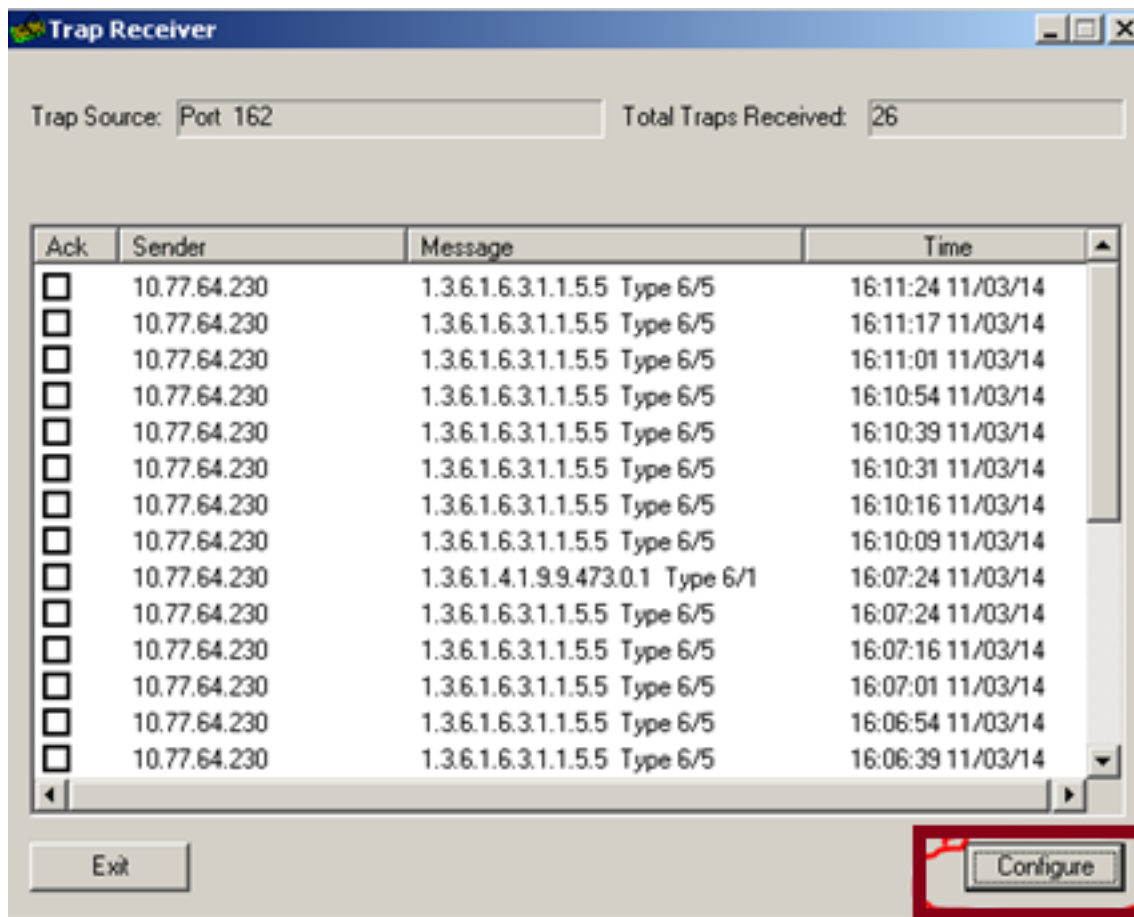 Trap Receiver
Trap Source: Port 162 Total Traps Received: 26
Ack Sender Message Time
10.77.64.230 1.3.6.1.6.3.1.1.5.5 Type 6/5 16:11:24 11/03/14
10.77.64.230 1.3.6.1.6.3.1.1.5.5 Type 6/5 16:11:17 11/03/14
10.77.64.230 1.3.6.1.6.3.1.1.5.5 Type 6/5 16:11:01 11/03/14
10.77.64.230 1.3.6.1.6.3.1.1.5.5 Type 6/5 16:10:54 11/03/14
10.77.64.230 1.3.6.1.6.3.1.1.5.5 Type 6/5 16:10:39 11/03/14
10.77.64.230 1.3.6.1.6.3.1.1.5.5 Type 6/5 16:10:31 11/03/14
10.77.64.230 1.3.6.1.6.3.1.1.5.5 Type 6/5 16:10:16 11/03/14
10.77.64.230 1.3.6.1.6.3.1.1.5.5 Type 6/5 16:10:09 11/03/14
10.77.64.230 1.3.6.1.4.1.9.9.473.0.1 Type 6/1 16:07:24 11/03/14
10.77.64.230 1.3.6.1.6.3.1.1.5.5 Type 6/5 16:07:24 11/03/14
10.77.64.230 1.3.6.1.6.3.1.1.5.5 Type 6/5 16:07:16 11/03/14
10.77.64.230 1.3.6.1.6.3.1.1.5.5 Type 6/5 16:07:01 11/03/14
10.77.64.230 1.3.6.1.6.3.1.1.5.5 Type 6/5 16:06:54 11/03/14
10.77.64.230 1.3.6.1.6.3.1.1.5.5 Type 6/5 16:06:39 11/03/14
Exit Configure